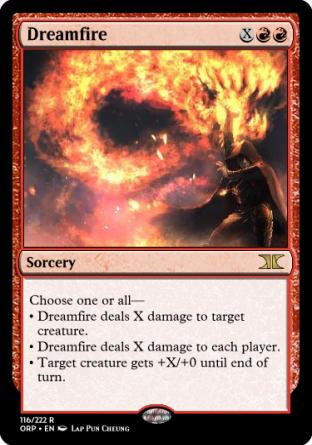 Dreamfire XRR
Sorcery
Choose one or all—
• Dreamfire deals X damage to target
creature.
• Dreamfire deals X damage to each player.
• Target creature gets +X/+0 until end of
turn.
116/222 R
ORP • EN Lap Pun Cheung